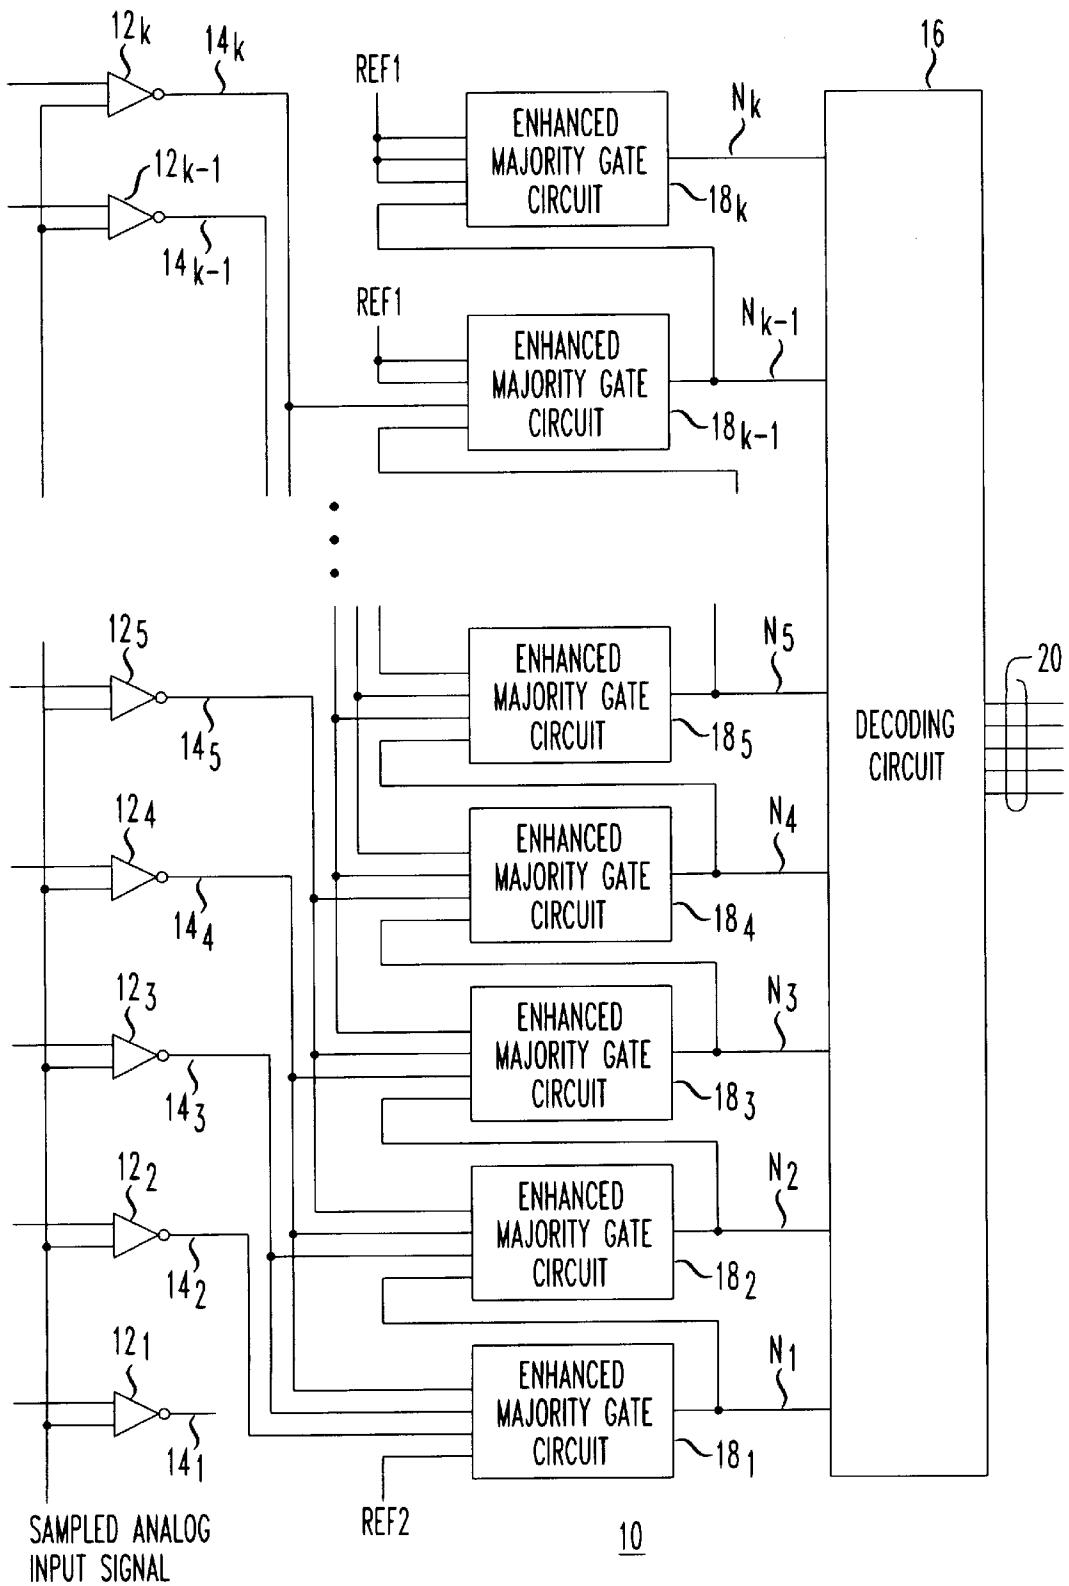 12k
14k
16
REF1
ENHANCED
MAJORITY GATE
CIRCUIT
Nk
18k
12k-1
14k-1
REF1
ENHANCED
MAJORITY GATE
CIRCUIT
Nk-1
18k-1
125
145
ENHANCED
MAJORITY GATE
CIRCUIT
N5
185
20
DECODING
CIRCUIT
124
144
ENHANCED
MAJORITY GATE
CIRCUIT
N4
184
123
143
ENHANCED
MAJORITY GATE
CIRCUIT
N3
183
122
142
ENHANCED
MAJORITY GATE
CIRCUIT
N2
182
121
141
ENHANCED
MAJORITY GATE
CIRCUIT
N1
181
REF2
SAMPLED ANALOG
INPUT SIGNAL
10